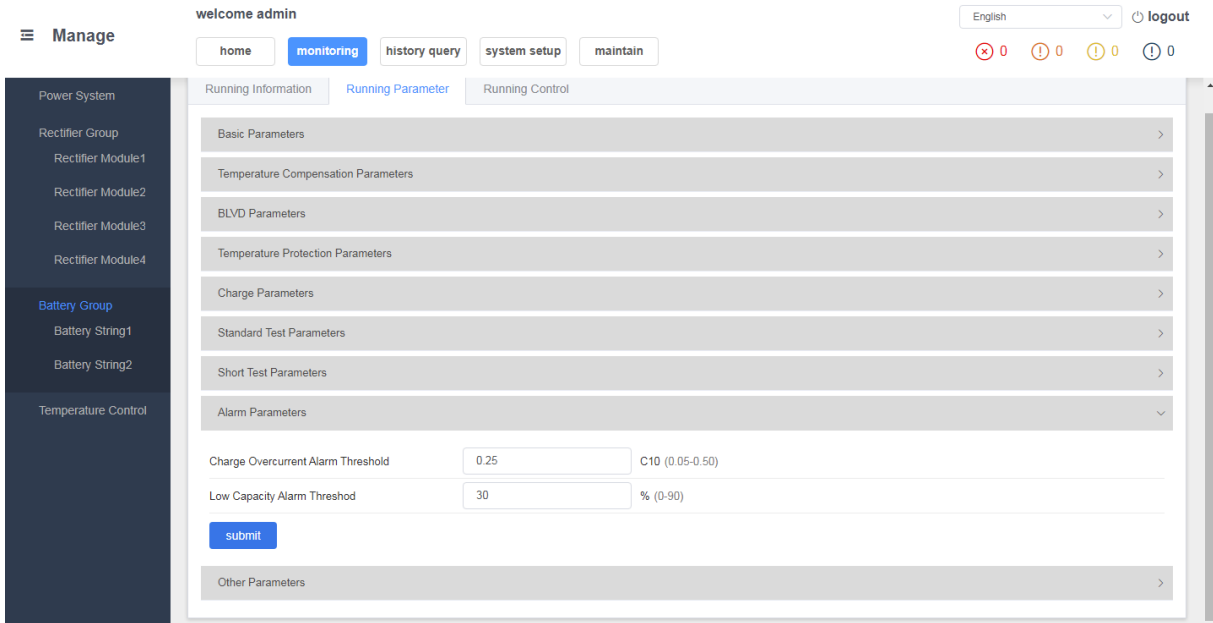 welcome admin
English
logout
Manage
home
monitoring
history query
system setup
maintain
0
0
0
0
Power System
Rectifier Group
Rectifier Module1
Rectifier Module2
Rectifier Module3
Rectifier Module4
Battery Group
Battery String1
Battery String2
Temperature Control
Running Information
Running Parameter
Running Control
Basic Parameters
Temperature Compensation Parameters
BLVD Parameters
Temperature Protection Parameters
Charge Parameters
Standard Test Parameters
Short Test Parameters
Alarm Parameters
Charge Overcurrent Alarm Threshold 0.25 C10 (0.05-0.50)
Low Capacity Alarm Threshod 30 % (0-90)
submit
Other Parameters